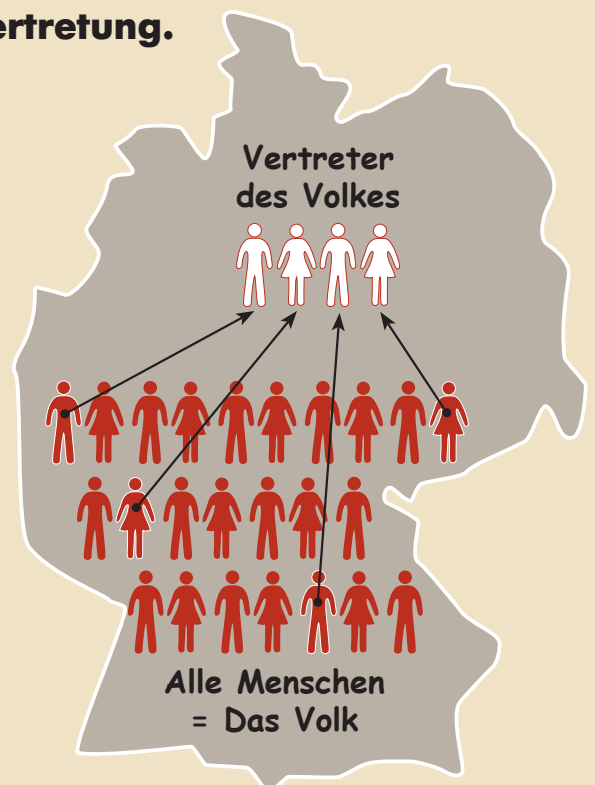 ertretung.
Vertreter
des Volkes
Alle Menschen
= Das Volk